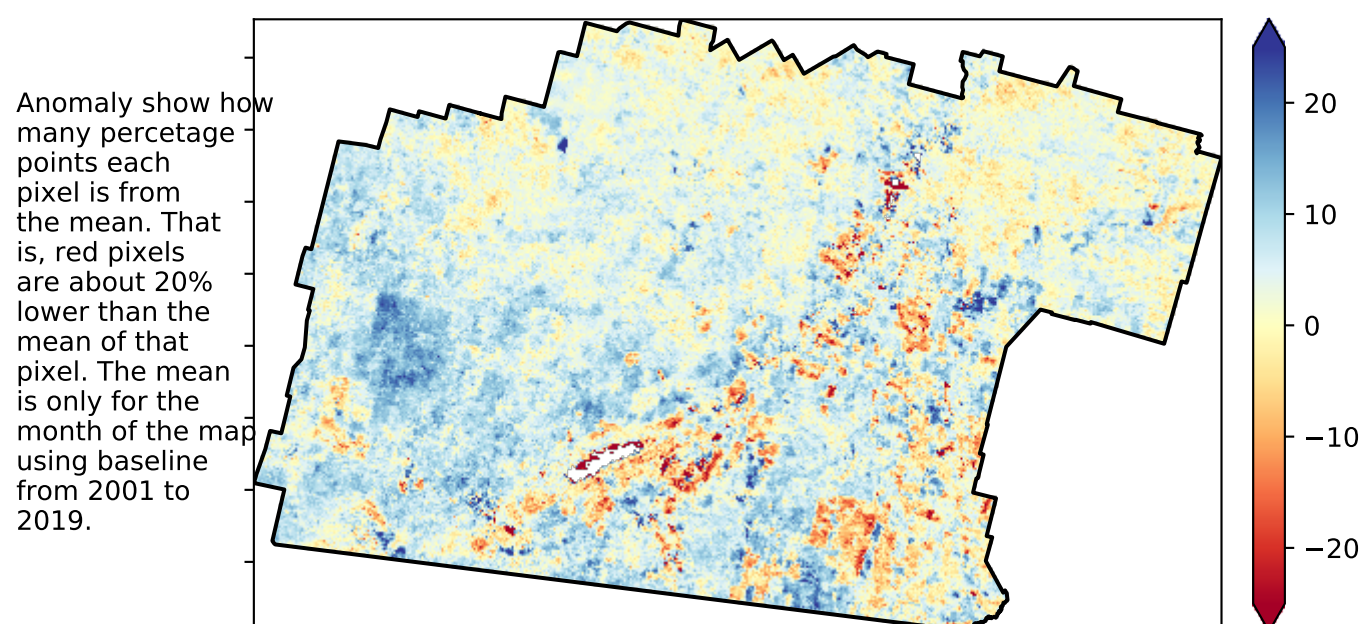 Anomaly show how
many percetage
points each
pixel is from
the mean. That
is, red pixels
are about 20%
lower than the
mean of that
pixel. The mean
is only for the
month of the map
using baseline
from 2001 to
2019.
20
10
0
−10
−20